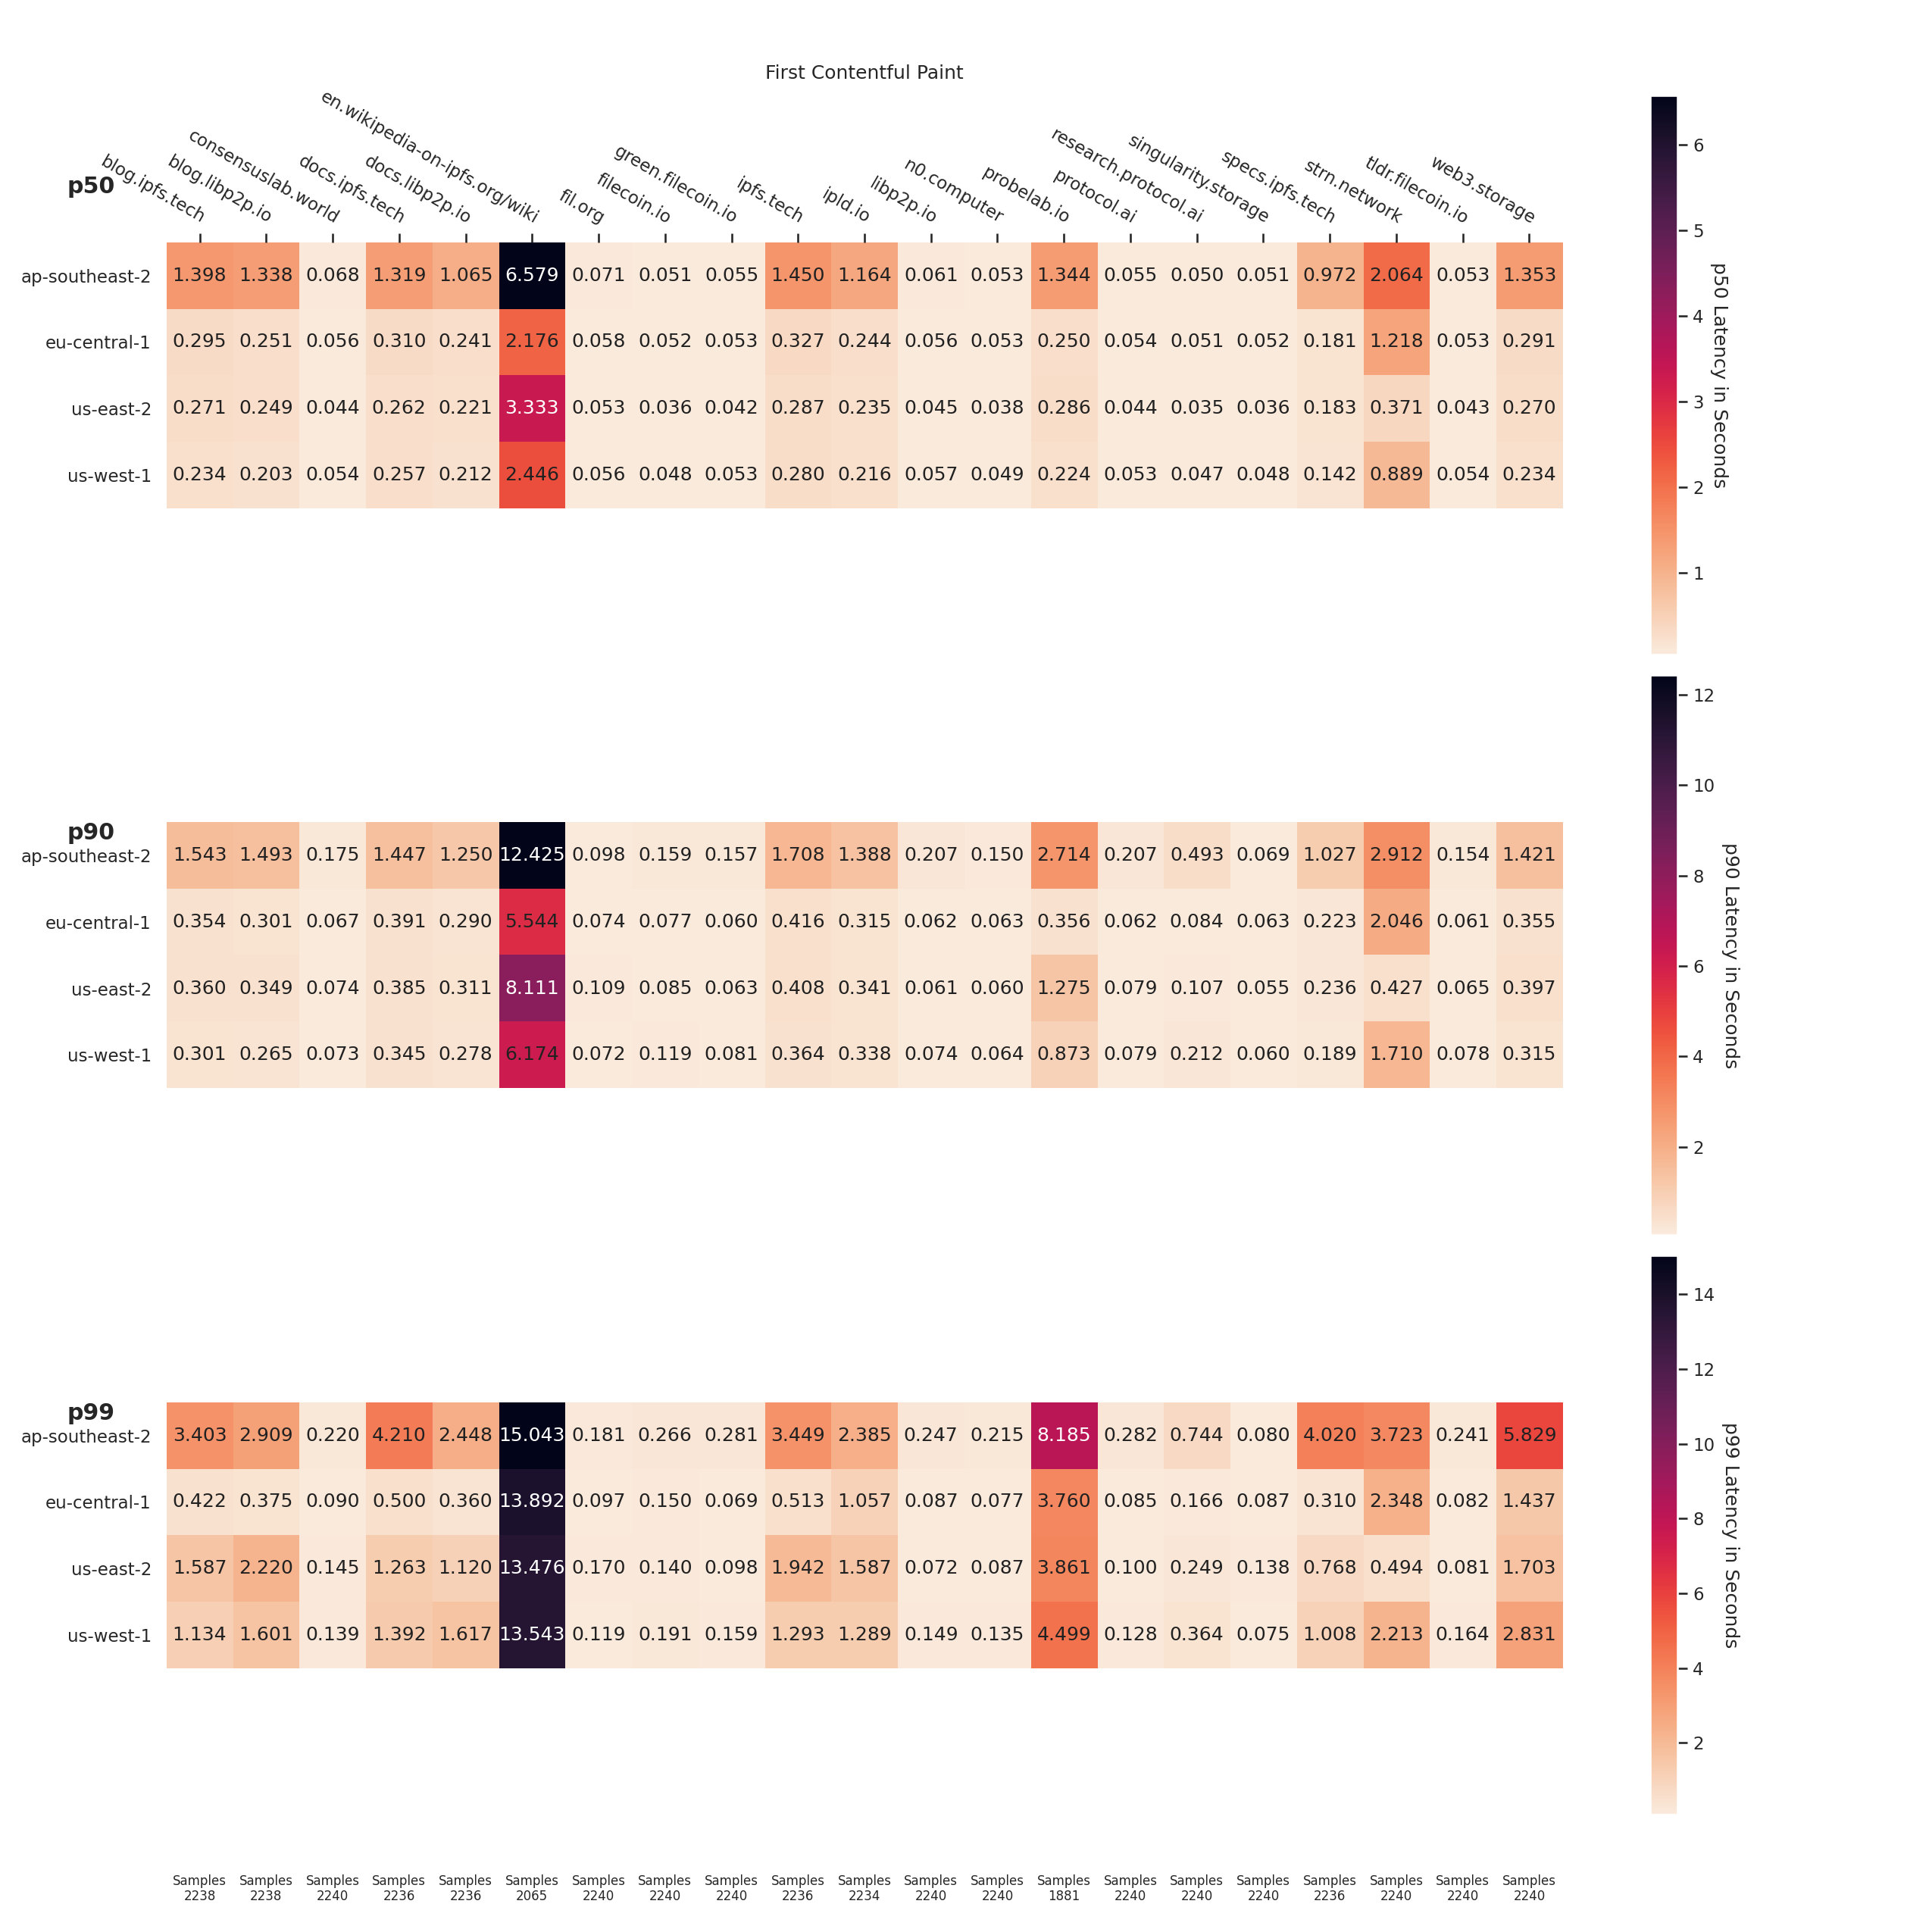 First Contentful Paint
p50
blog.ipfs.tech
blog.libp2p.io
consensuslab.world
docs.ipfs.tech
docs.libp2p.io
en.wikipedia-on-ipfs.org/wiki
fil.org
filecoin.io
green.filecoin.io
ipfs.tech
ipld.io
libp2p.io
n0.computer
probelab.io
protocol.ai
research.protocol.ai
singularity.storage
specs.ipfs.tech
strn.network
tldr.filecoin.io
web3.storage
ap-southeast-2 1.398 1.338 0.068 1.319 1.065 6.579 0.071 0.051 0.055 1.450 1.164 0.061 0.053 1.344 0.055 0.050 0.051 0.972 2.064 0.053 1.353
eu-central-1 0.295 0.251 0.056 0.310 0.241 2.176 0.058 0.052 0.053 0.327 0.244 0.056 0.053 0.250 0.054 0.051 0.052 0.181 1.218 0.053 0.291
us-east-2 0.271 0.249 0.044 0.262 0.221 3.333 0.053 0.036 0.042 0.287 0.235 0.045 0.038 0.286 0.044 0.035 0.036 0.183 0.371 0.043 0.270
us-west-1 0.234 0.203 0.054 0.257 0.212 2.446 0.056 0.048 0.053 0.280 0.216 0.057 0.049 0.224 0.053 0.047 0.048 0.142 0.889 0.054 0.234
6
5
4
3
2
1
p50 Latency in Seconds
p90
ap-southeast-2 1.543 1.493 0.175 1.447 1.250 12.425 0.098 0.159 0.157 1.708 1.388 0.207 0.150 2.714 0.207 0.493 0.069 1.027 2.912 0.154 1.421
eu-central-1 0.354 0.301 0.067 0.391 0.290 5.544 0.074 0.077 0.060 0.416 0.315 0.062 0.063 0.356 0.062 0.084 0.063 0.223 2.046 0.061 0.355
us-east-2 0.360 0.349 0.074 0.385 0.311 8.111 0.109 0.085 0.063 0.408 0.341 0.061 0.060 1.275 0.079 0.107 0.055 0.236 0.427 0.065 0.397
us-west-1 0.301 0.265 0.073 0.345 0.278 6.174 0.072 0.119 0.081 0.364 0.338 0.074 0.064 0.873 0.079 0.212 0.060 0.189 1.710 0.078 0.315
12
10
8
6
4
2
p90 Latency in Seconds
p99
ap-southeast-2 3.403 2.909 0.220 4.210 2.448 15.043 0.181 0.266 0.281 3.449 2.385 0.247 0.215 8.185 0.282 0.744 0.080 4.020 3.723 0.241 5.829
eu-central-1 0.422 0.375 0.090 0.500 0.360 13.892 0.097 0.150 0.069 0.513 1.057 0.087 0.077 3.760 0.085 0.166 0.087 0.310 2.348 0.082 1.437
us-east-2 1.587 2.220 0.145 1.263 1.120 13.476 0.170 0.140 0.098 1.942 1.587 0.072 0.087 3.861 0.100 0.249 0.138 0.768 0.494 0.081 1.703
us-west-1 1.134 1.601 0.139 1.392 1.617 13.543 0.119 0.191 0.159 1.293 1.289 0.149 0.135 4.499 0.128 0.364 0.075 1.008 2.213 0.164 2.831
14
12
10
8
6
4
2
p99 Latency in Seconds
Samples Samples Samples Samples Samples Samples Samples Samples Samples Samples Samples Samples Samples Samples Samples Samples Samples Samples Samples Samples Samples
2238 2238 2240 2236 2236 2065 2240 2240 2240 2236 2234 2240 2240 1881 2240 2240 2240 2236 2240 2240 2240